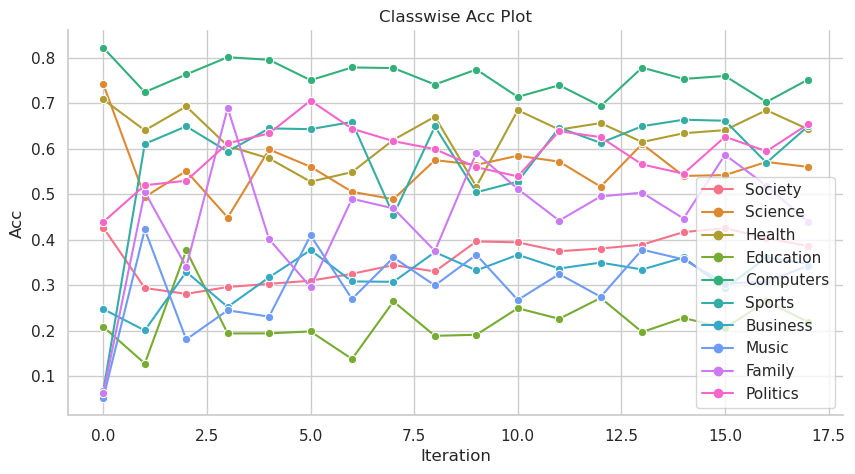 Classwise Acc Plot
0.8
0.7
0.6
0.5
0.4
0.3
0.2
0.1
Acc
Society
Science
Health
Education
Computers
Sports
Business
Music
Family
Politics
0.0 2.5 5.0 7.5 10.0 12.5 15.0 17.5
Iteration